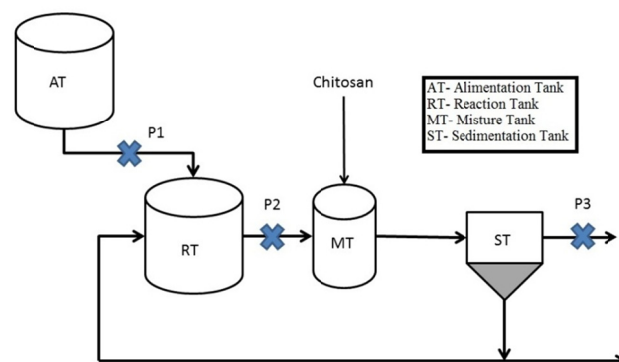 AT
P1
Chitosan
AT- Alimentation Tank
RT- Reaction Tank
MT- Misture Tank
ST- Sedimentation Tank
P2
P3
RT
MT
ST